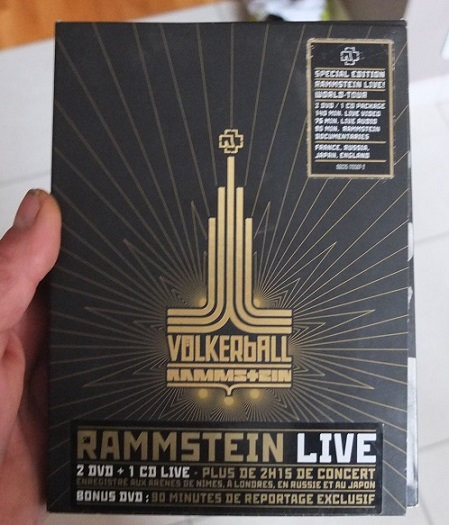 SPECIAL EDITION
RAMMSTEIN LIVE!
WORLD-TOUR
2 DVD / 1 CD PACKAGE
140 MIN. LIVE VIDEO
75 MIN. LIVE AUDIO
90 MIN. RAMMSTEIN
DOCUMENTARIES
FRANCE, RUSSIA,
JAPAN, ENGLAND
VÖLKERBALL
RAMMSTEIN
RAMMSTEIN LIVE
2 DVD + 1 CD LIVE - PLUS DE 2H15 DE CONCERT
ENREGISTRÉ AUX ARÈNES DE NIMES, À LONDRES, EN RUSSIE ET AU JAPON
BONUS DVD : 90 MINUTES DE REPORTAGE EXCLUSIF